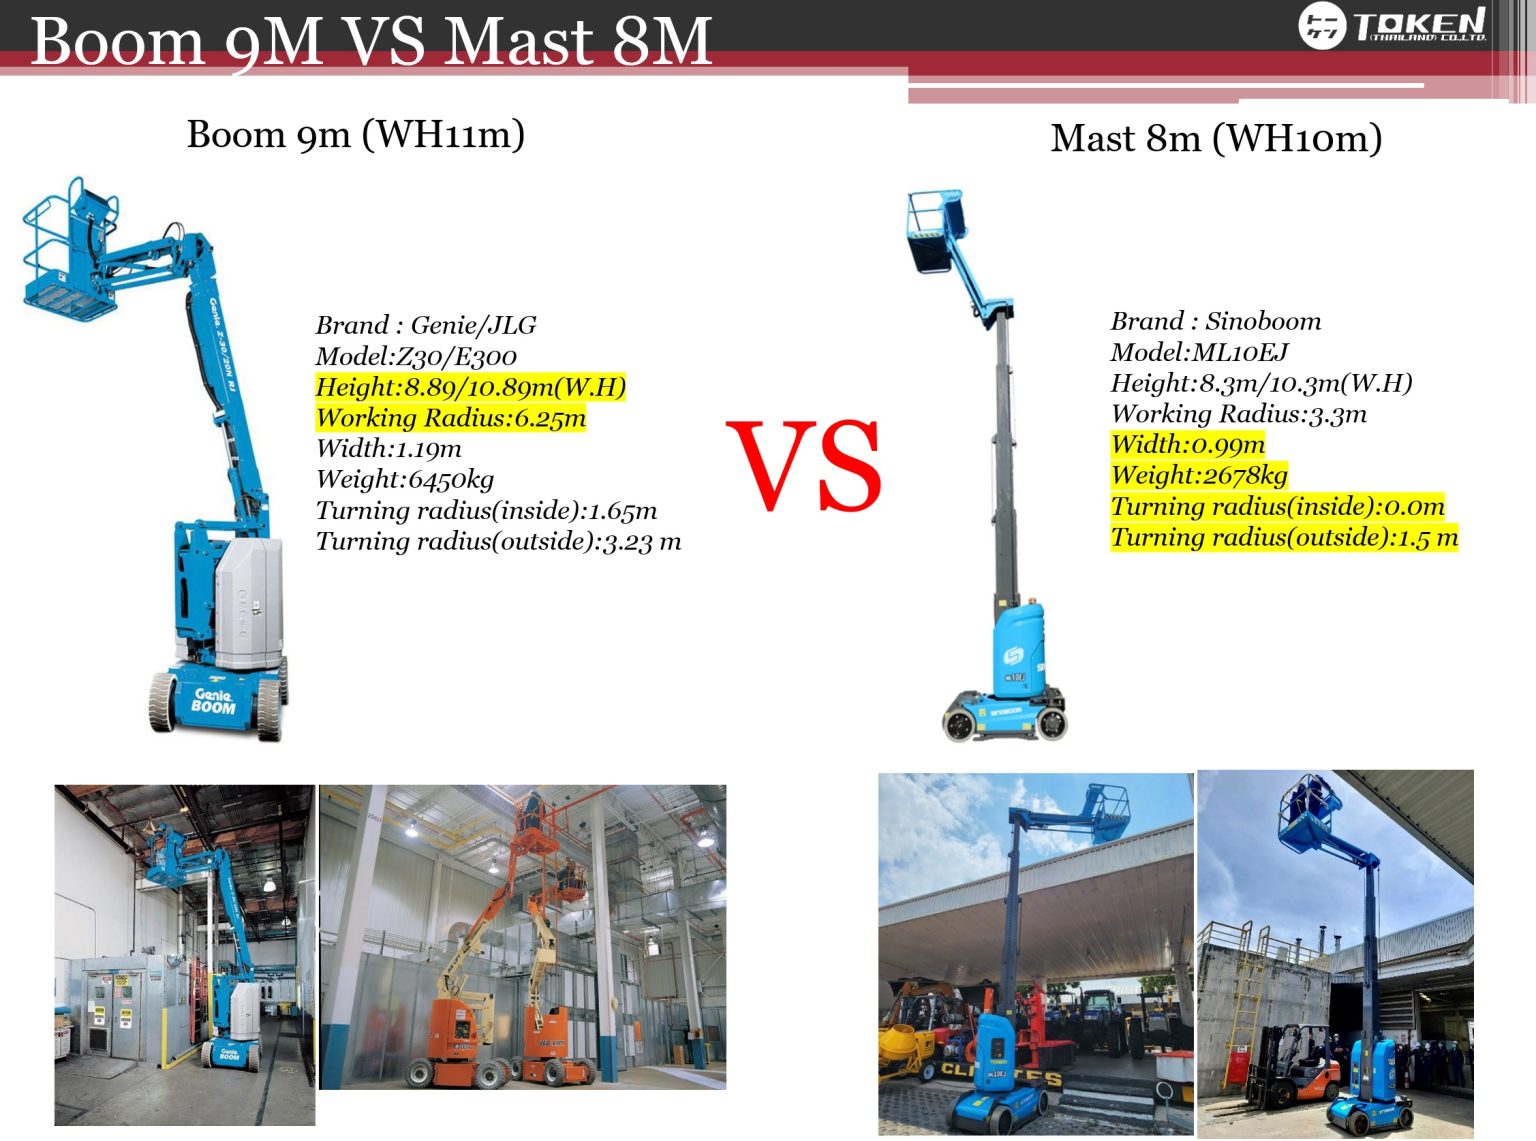 Boom 9M VS Mast 8M
TOKEN
(THAILAND) CO.,LTD.
Boom 9m (WH11m)
Brand : Genie/JLG
Model:Z30/E300
Height:8.89/10.89m(W.H)
Working Radius:6.25m
Width:1.19m
Weight:6450kg
Turning radius(inside):1.65m
Turning radius(outside):3.23 m
Genie. Z-30/20N RJ
Genie
Genie.
BOOM
VS
Mast 8m (WH10m)
Brand : Sinoboom
Model:ML10EJ
Height:8.3m/10.3m(W.H)
Working Radius:3.3m
Width:0.99m
Weight:2678kg
Turning radius(inside):0.0m
Turning radius(outside):1.5 m
ML10EJ
SINOBOOM
Genie
BOOM
ML10EJ